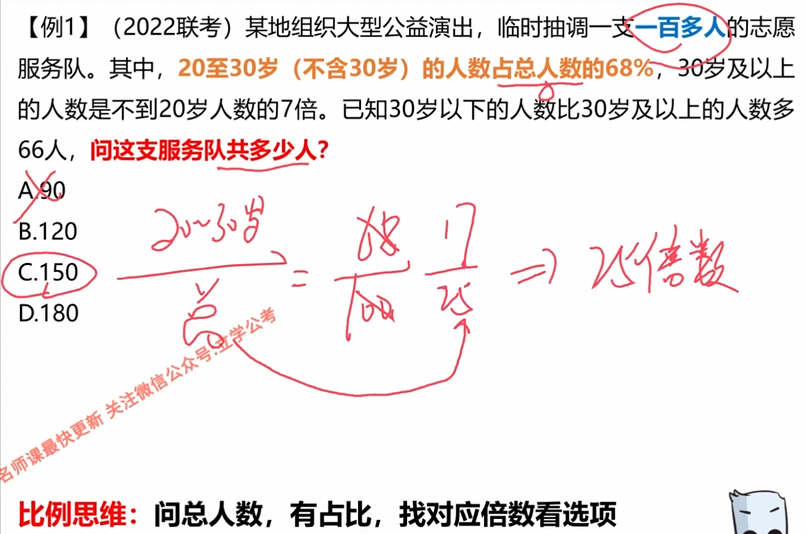 【例1】（2022联考）某地组织大型公益演出，临时抽调一支一百多人的志愿
服务队。其中，20至30岁（不含30岁）的人数占总人数的68%，30岁及以上
的人数是不到20岁人数的7倍。已知30岁以下的人数比30岁及以上的人数多
66人，问这支服务队共多少人？
A.90
B.120
C.150
D.180
20~30岁
总
=
68
100
17
25
⇒ 25倍数
名师课最快更新 关注微信公众号:立学公考
比例思维：问总人数，有占比，找对应倍数看选项